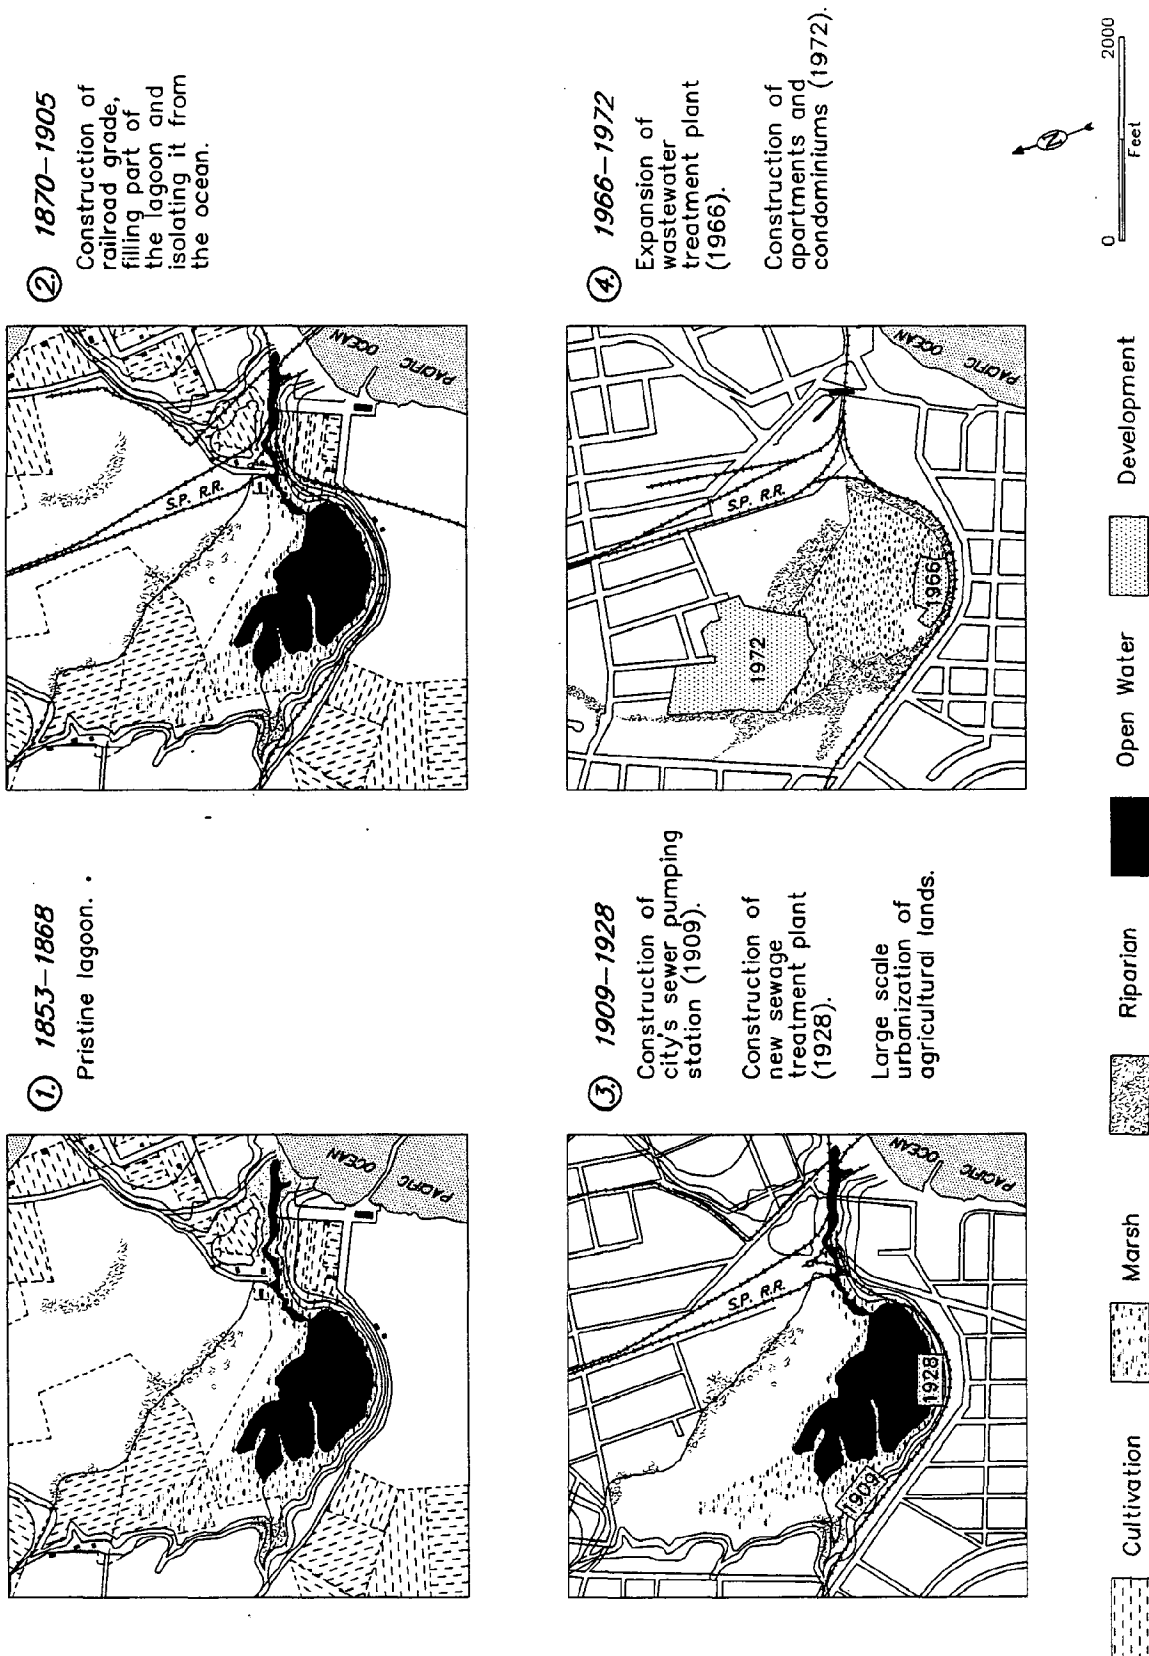 1. 1853–1868
Pristine lagoon.
PACIFIC
OCEAN
2. 1870–1905
Construction of
railroad grade,
filling part of
the lagoon and
isolating it from
the ocean.
S.P. R.R.
PACIFIC
OCEAN
3. 1909–1928
Construction of
city's sewer pumping
station (1909).
Construction of
new sewage
treatment plant
(1928).
Large scale
urbanization of
agricultural lands.
S.P. R.R.
1909
1928
PACIFIC
OCEAN
4. 1966–1972
Expansion of
wastewater
treatment plant
(1966).
Construction of
apartments and
condominiums (1972).
S.P. R.R.
1972
1966
PACIFIC
OCEAN
Cultivation
Marsh
Riparian
Open Water
Development
N
0 2000
Feet